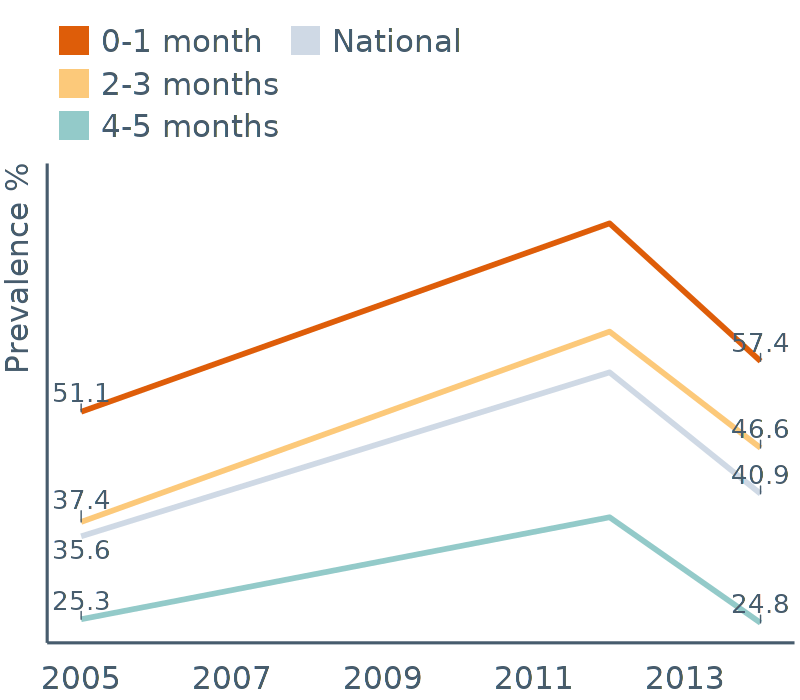 0-1 month
National
2-3 months
4-5 months
Prevalence %
57.4
51.1
46.6
40.9
37.4
35.6
25.3
24.8
2005 2007 2009 2011 2013